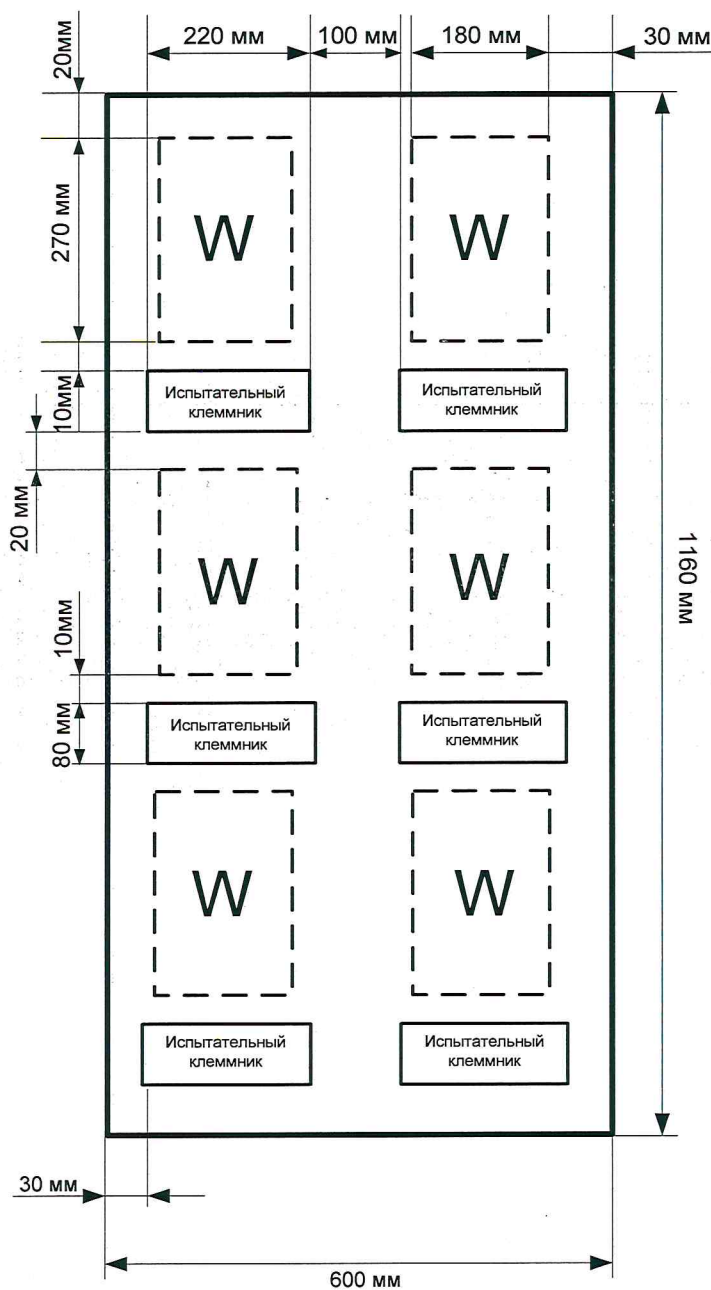 220 мм
100 мм
180 мм
30 мм
20мм
270 мм
W
W
10мм
Испытательный
клеммник
Испытательный
клеммник
20 мм
W
W
1160 мм
10мм
80 мм
Испытательный
клеммник
Испытательный
клеммник
W
W
Испытательный
клеммник
Испытательный
клеммник
30 мм
600 мм